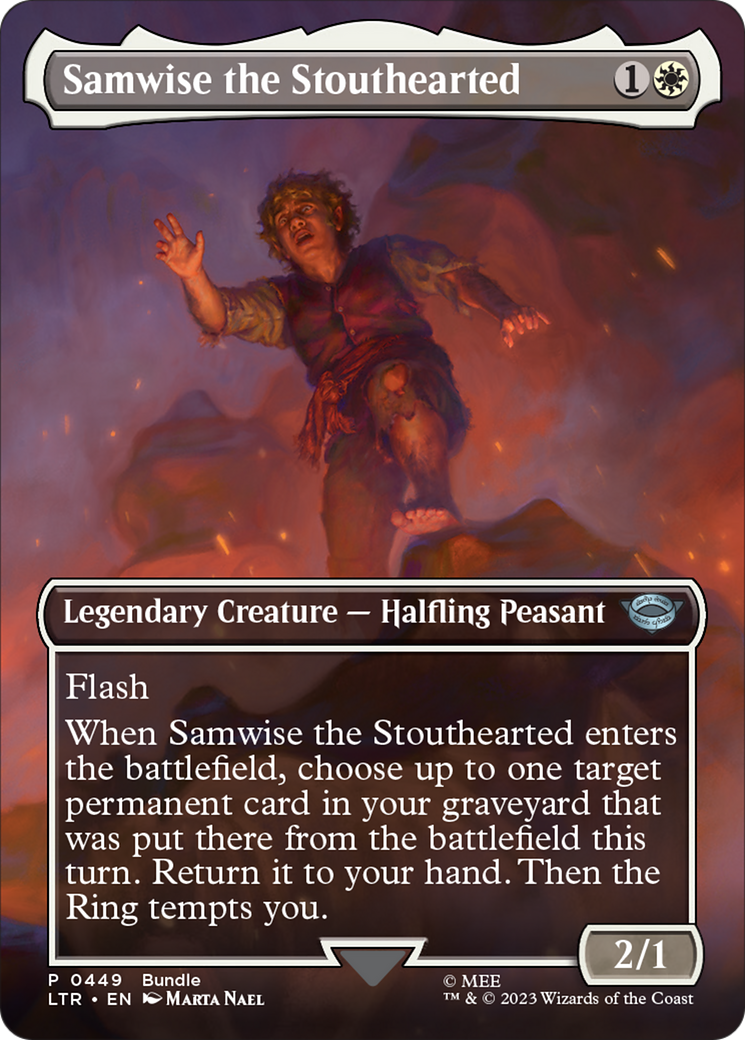 Samwise the Stouthearted 1
Legendary Creature — Halfling Peasant
Flash
When Samwise the Stouthearted enters
the battlefield, choose up to one target
permanent card in your graveyard that
was put there from the battlefield this
turn. Return it to your hand. Then the
Ring tempts you.
2/1
P 0449 Bundle
LTR • EN MARTA NAEL
© MEE
™ & © 2023 Wizards of the Coast